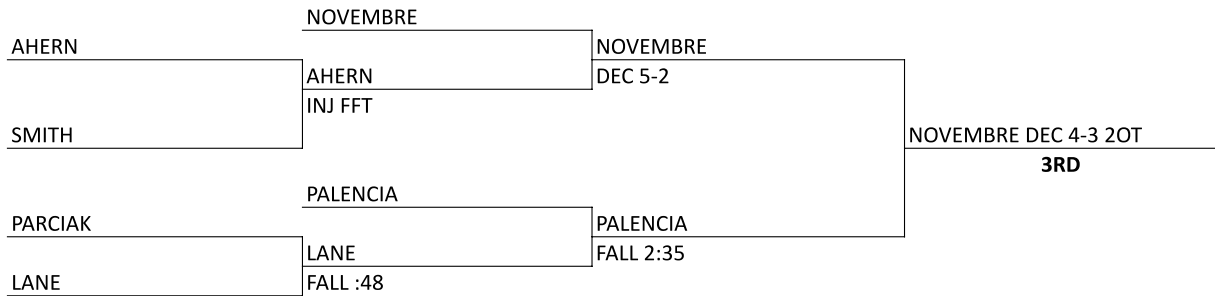 NOVEMBRE
AHERN
NOVEMBRE
AHERN
DEC 5-2
INJ FFT
SMITH
NOVEMBRE DEC 4-3 2OT
3RD
PALENCIA
PARCIAK
PALENCIA
LANE
FALL 2:35
LANE
FALL :48